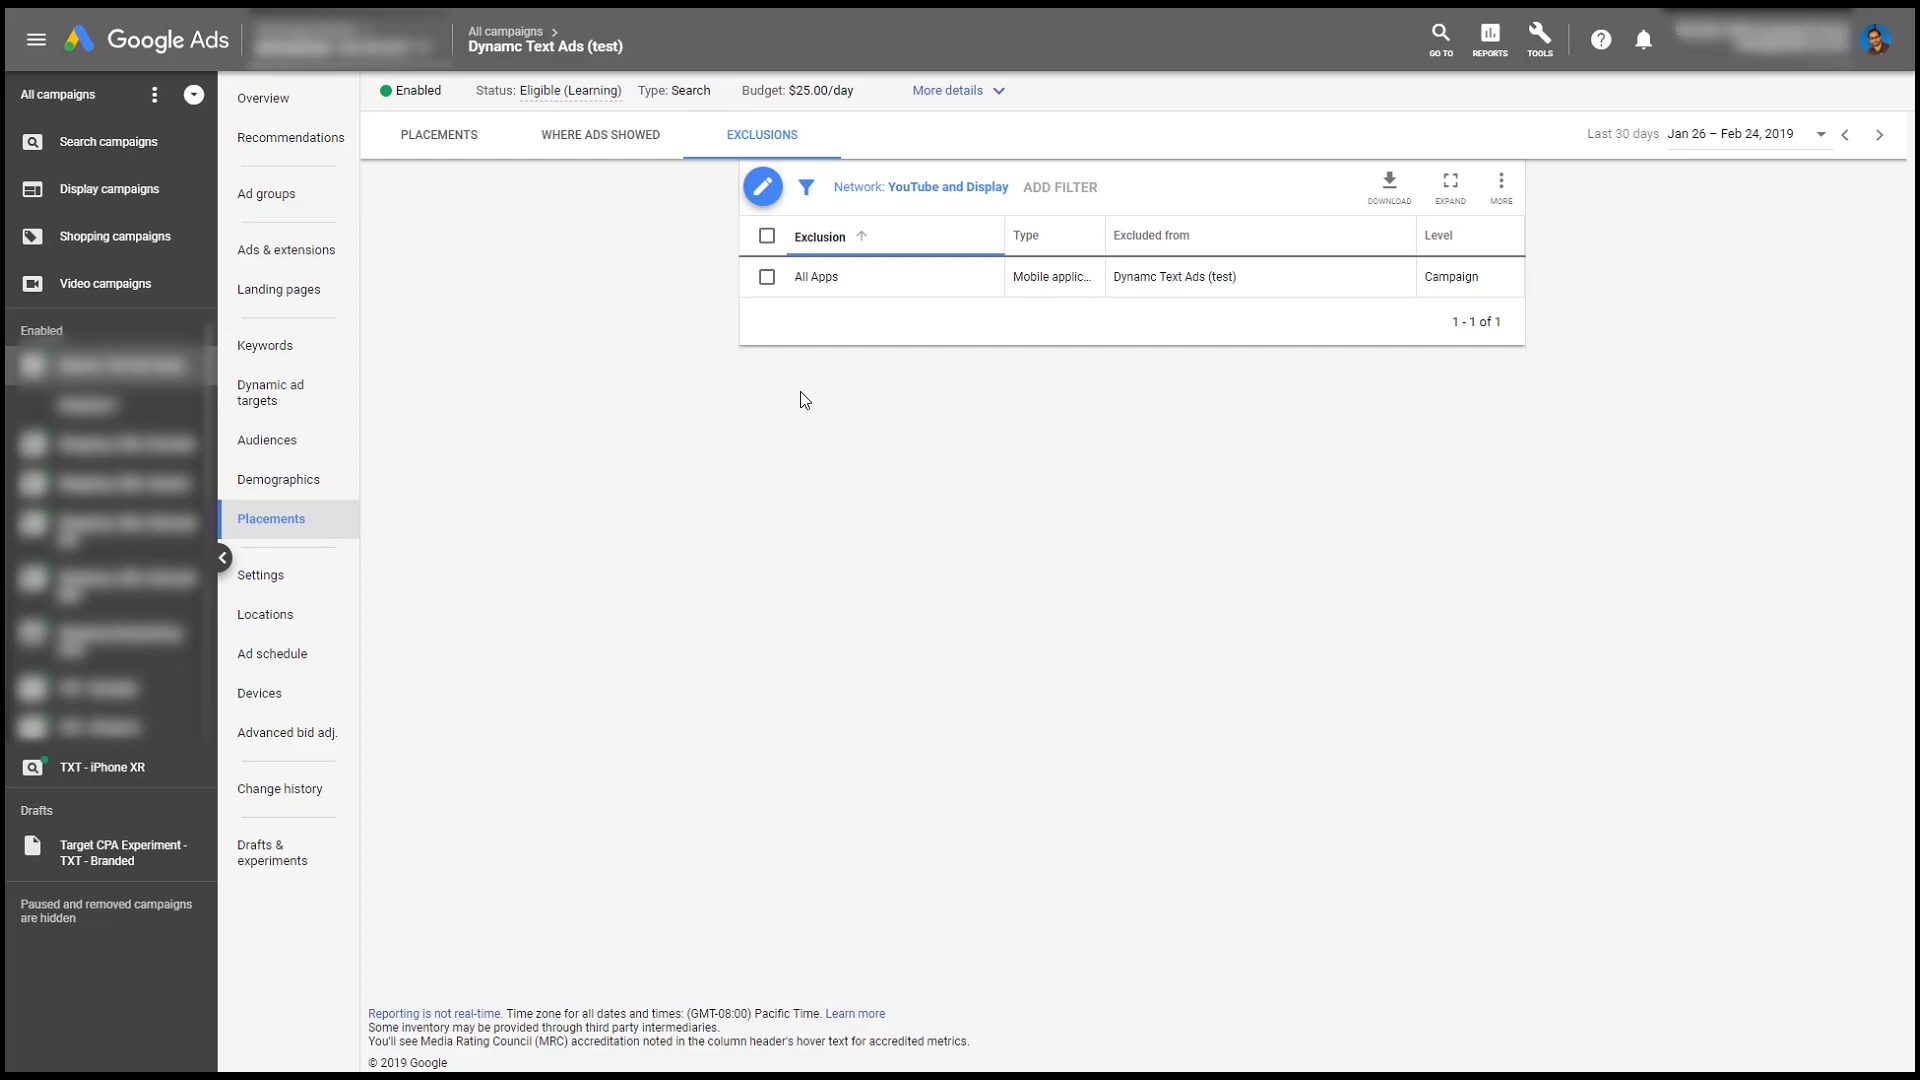 Google Ads
All campaigns >
Dynamc Text Ads (test)
GO TO
REPORTS
TOOLS
All campaigns
Search campaigns
Display campaigns
Shopping campaigns
Video campaigns
Enabled
TXT - iPhone XR
Drafts
Target CPA Experiment -
TXT - Branded
Paused and removed campaigns
are hidden
Overview
Recommendations
Ad groups
Ads & extensions
Landing pages
Keywords
Dynamic ad
targets
Audiences
Demographics
Placements
Settings
Locations
Ad schedule
Devices
Advanced bid adj.
Change history
Drafts &
experiments
Enabled Status: Eligible (Learning) Type: Search Budget: $25.00/day More details
PLACEMENTS WHERE ADS SHOWED EXCLUSIONS
Last 30 days Jan 26 – Feb 24, 2019
Network: YouTube and Display ADD FILTER
DOWNLOAD EXPAND MORE
Exclusion Type Excluded from Level
All Apps Mobile applic... Dynamc Text Ads (test) Campaign
1 - 1 of 1
Reporting is not real-time. Time zone for all dates and times: (GMT-08:00) Pacific Time. Learn more
Some inventory may be provided through third party intermediaries.
You'll see Media Rating Council (MRC) accreditation noted in the column header's hover text for accredited metrics.
© 2019 Google